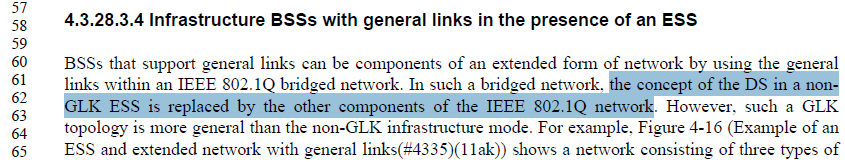 57
58 4.3.28.3.4 Infrastructure BSSs with general links in the presence of an ESS
59
60 BSSs that support general links can be components of an extended form of network by using the general
61 links within an IEEE 802.1Q bridged network. In such a bridged network, the concept of the DS in a non-
62 GLK ESS is replaced by the other components of the IEEE 802.1Q network. However, such a GLK
63 topology is more general than the non-GLK infrastructure mode. For example, Figure 4-16 (Example of an
64 ESS and extended network with general links(#4335)(11ak)) shows a network consisting of three types of
65